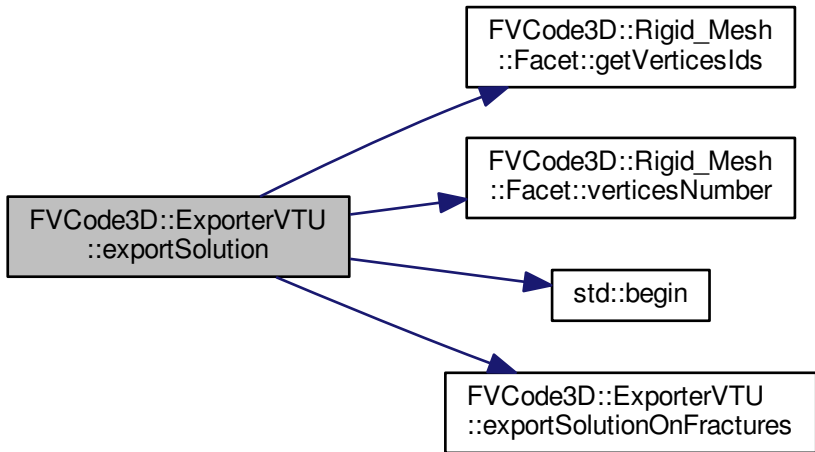 FVCode3D::Rigid_Mesh
::Facet::getVerticesIds
FVCode3D::Rigid_Mesh
::Facet::verticesNumber
FVCode3D::ExporterVTU
::exportSolution
std::begin
FVCode3D::ExporterVTU
::exportSolutionOnFractures